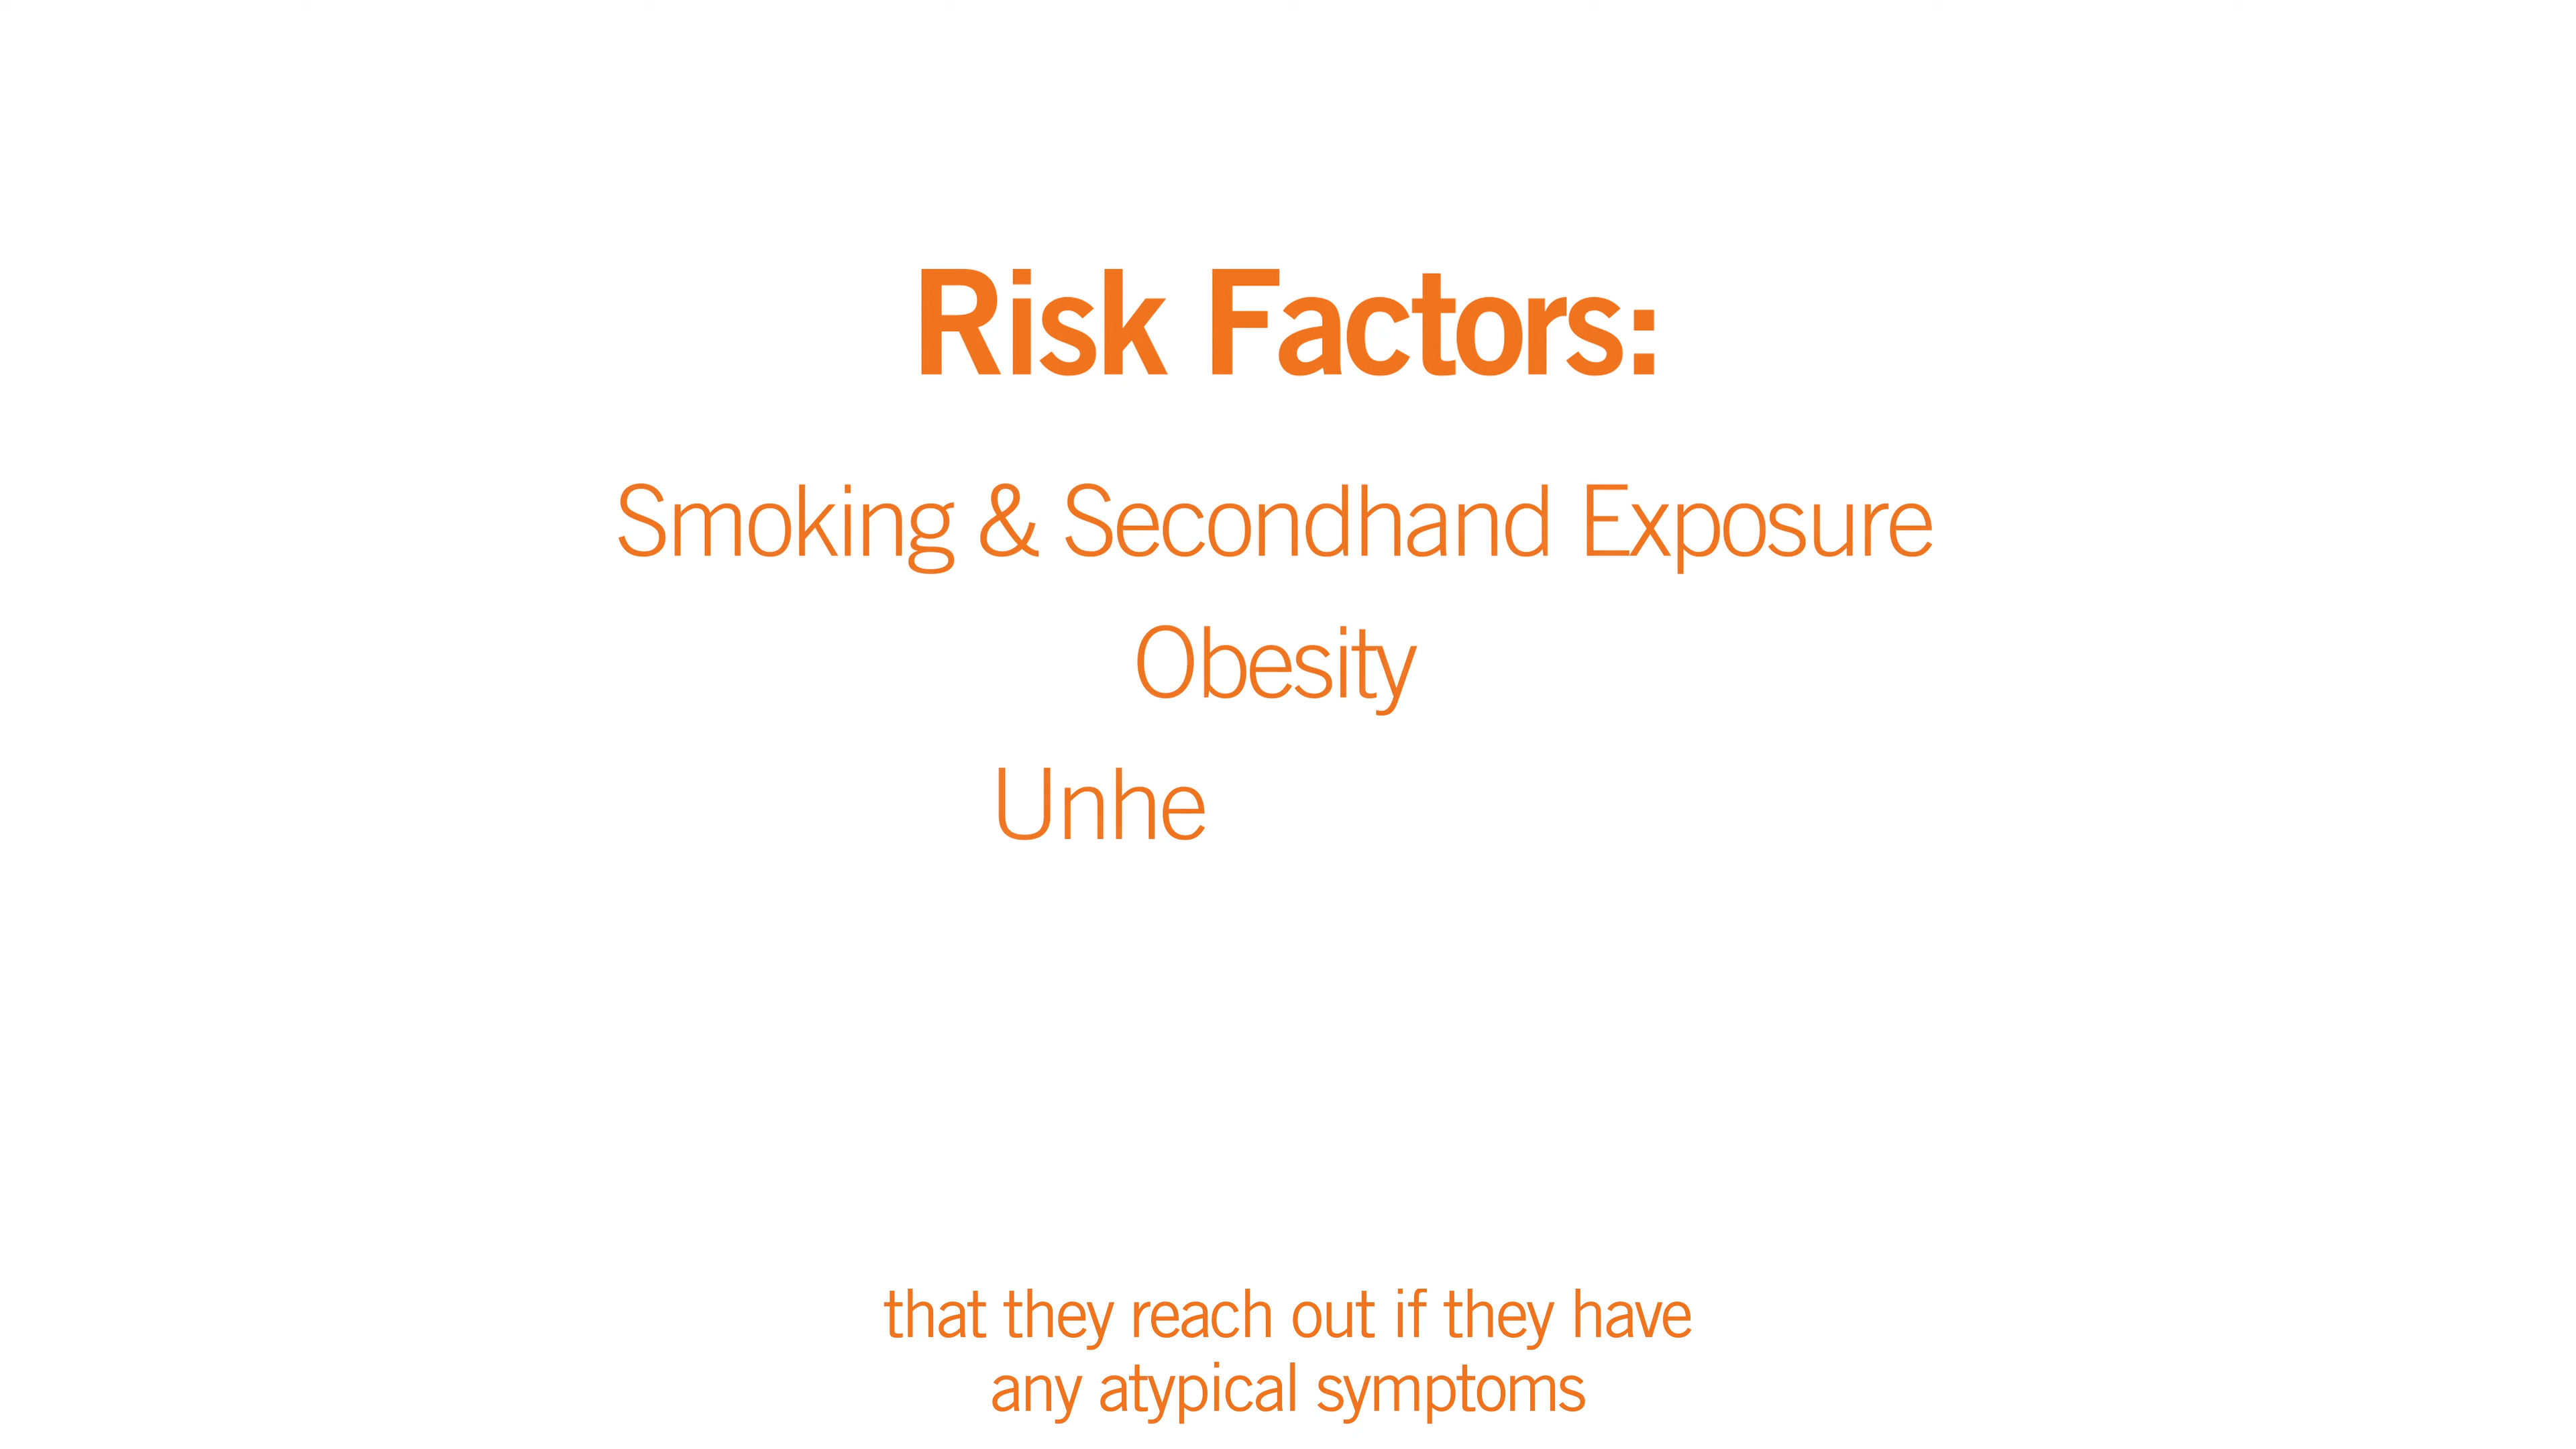 Risk Factors:
Smoking & Secondhand Exposure
Obesity
Unhe
that they reach out if they have
any atypical symptoms